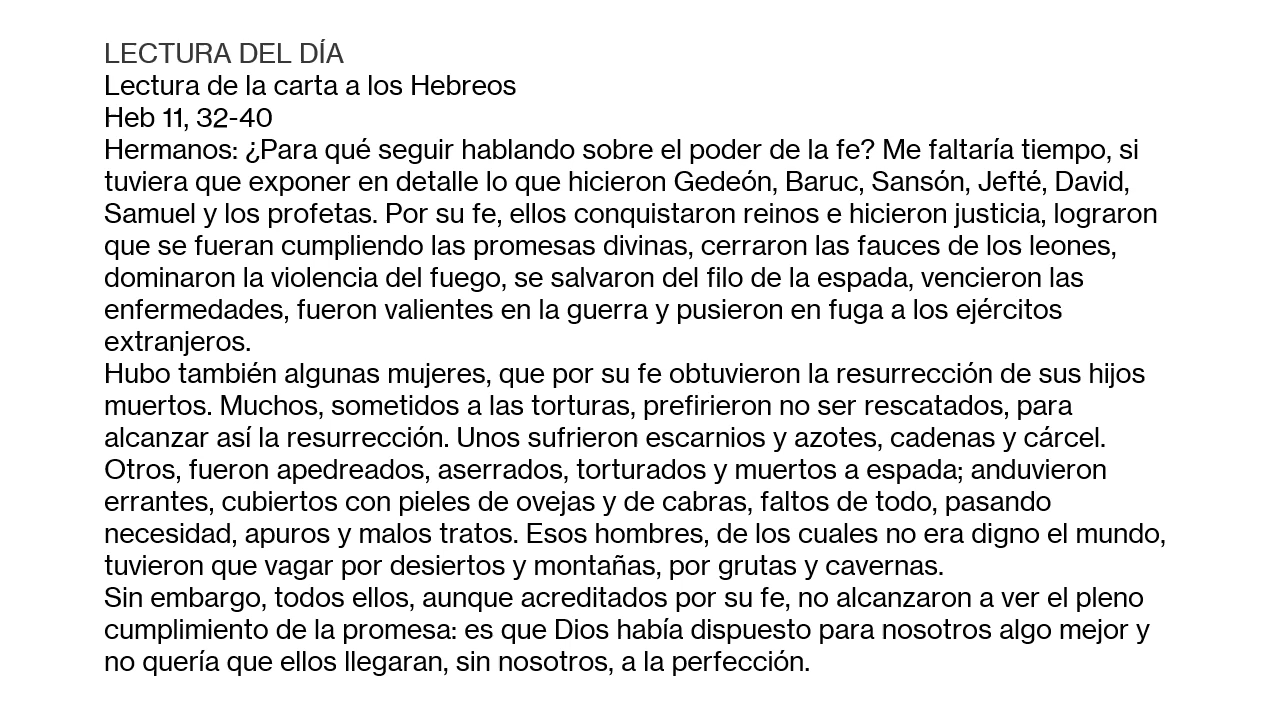 LECTURA DEL DÍA
Lectura de la carta a los Hebreos
Heb 11, 32-40
Hermanos: ¿Para qué seguir hablando sobre el poder de la fe? Me faltaría tiempo, si
tuviera que exponer en detalle lo que hicieron Gedeón, Baruc, Sansón, Jefté, David,
Samuel y los profetas. Por su fe, ellos conquistaron reinos e hicieron justicia, lograron
que se fueran cumpliendo las promesas divinas, cerraron las fauces de los leones,
dominaron la violencia del fuego, se salvaron del filo de la espada, vencieron las
enfermedades, fueron valientes en la guerra y pusieron en fuga a los ejércitos
extranjeros.
Hubo también algunas mujeres, que por su fe obtuvieron la resurrección de sus hijos
muertos. Muchos, sometidos a las torturas, prefirieron no ser rescatados, para
alcanzar así la resurrección. Unos sufrieron escarnios y azotes, cadenas y cárcel.
Otros, fueron apedreados, aserrados, torturados y muertos a espada; anduvieron
errantes, cubiertos con pieles de ovejas y de cabras, faltos de todo, pasando
necesidad, apuros y malos tratos. Esos hombres, de los cuales no era digno el mundo,
tuvieron que vagar por desiertos y montañas, por grutas y cavernas.
Sin embargo, todos ellos, aunque acreditados por su fe, no alcanzaron a ver el pleno
cumplimiento de la promesa: es que Dios había dispuesto para nosotros algo mejor y
no quería que ellos llegaran, sin nosotros, a la perfección.